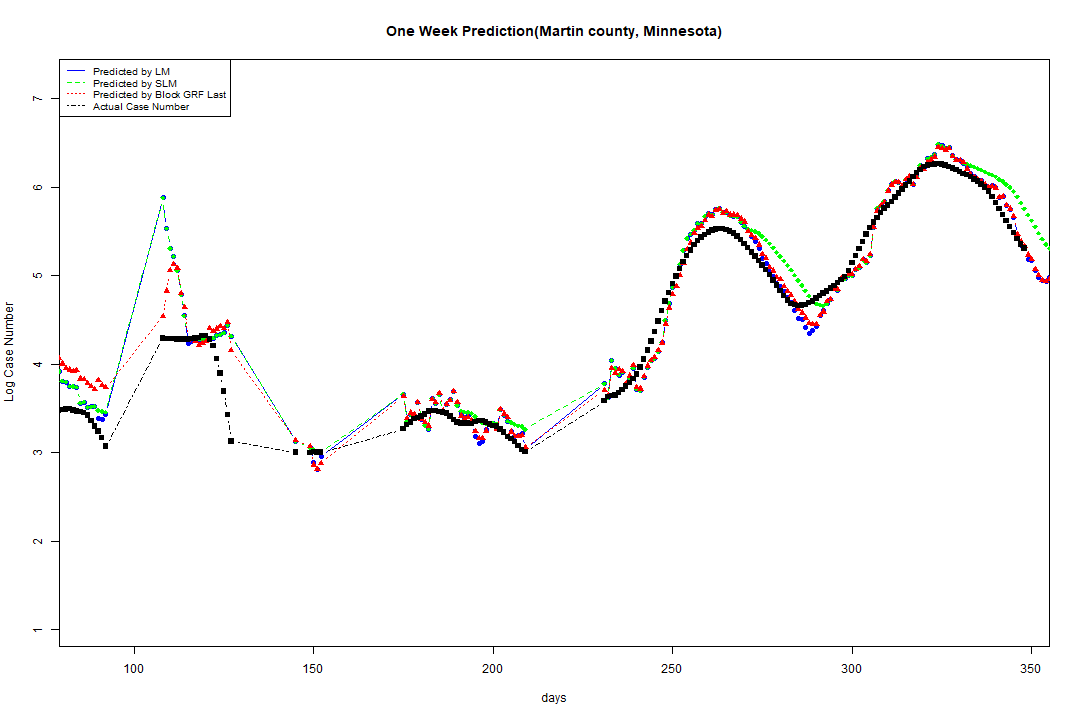 One Week Prediction(Martin county, Minnesota)
Predicted by LM
Predicted by SLM
Predicted by Block GRF Last
Actual Case Number
Log Case Number
7
6
5
4
3
2
1
100 150 200 250 300 350
days